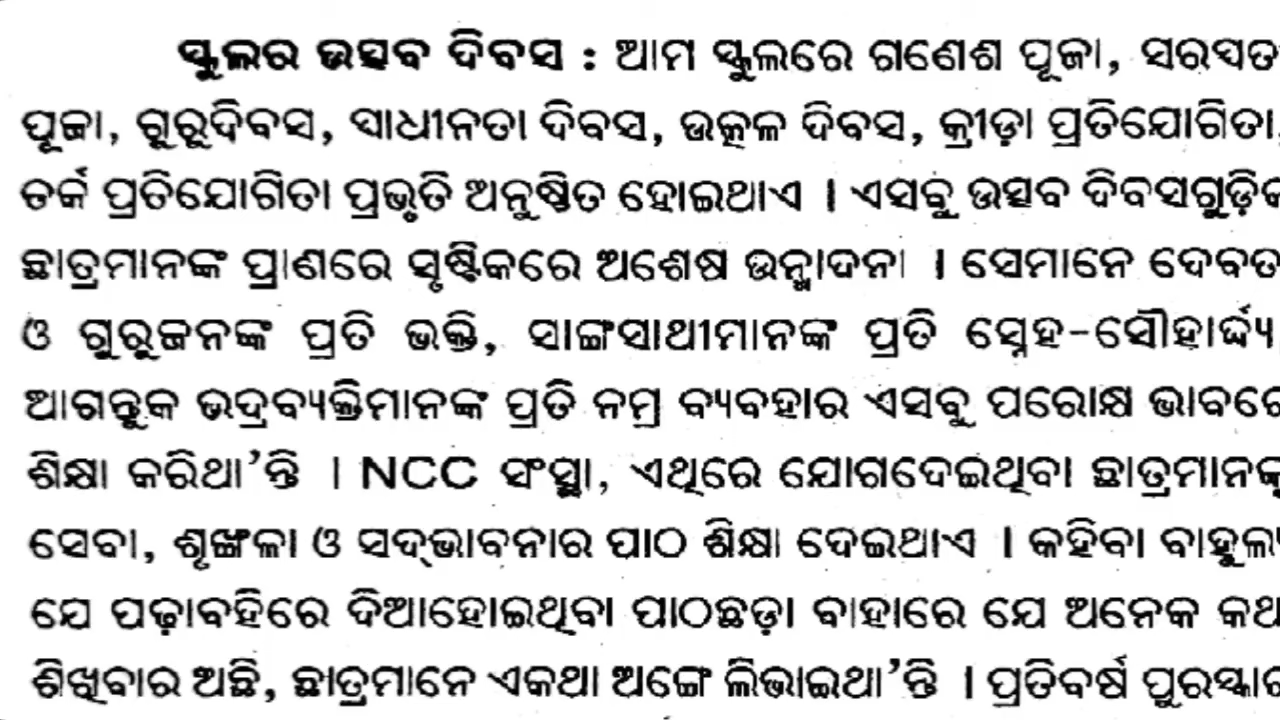 ସ୍କୁଲର ଉତ୍ସବ ଦିବସ : ଆମ ସ୍କୁଲରେ ଗଣେଶ ପୂଜା, ସରସ୍ବତ
ପୂଜା, ଗୁରୁଦିବସ, ସାଧୀନତା ଦିବସ, ଉତ୍କଳ ଦିବସ, କ୍ରୀଡ଼ା ପ୍ରତିଯୋଗିତା,
ତର୍କ ପ୍ରତିଯୋଗିତା ପ୍ରଭୃତି ଅନୁଷ୍ଠିତ ହୋଇଥାଏ । ଏସବୁ ଉତ୍ସବ ଦିବସଗୁଡ଼ିକ
ଛାତ୍ରମାନଙ୍କ ପ୍ରାଣରେ ସୃଷ୍ଟିକରେ ଅଶେଷ ଉନ୍ମାଦନା । ସେମାନେ ଦେବତ
ଓ ଗୁରୁଜନଙ୍କ ପ୍ରତି ଭକ୍ତି, ସାଙ୍ଗସାଥୀମାନଙ୍କ ପ୍ରତି ସ୍ନେହ-ସୌହାର୍ଦ୍ଦ୍ୟ,
ଆଗନ୍ତୁକ ଭଦ୍ରବ୍ୟକ୍ତିମାନଙ୍କ ପ୍ରତି ନମ୍ର ବ୍ୟବହାର ଏସବୁ ପରୋକ୍ଷ ଭାବରେ
ଶିକ୍ଷା କରିଥା’ନ୍ତି । NCC ସଂସ୍ଥା, ଏଥିରେ ଯୋଗଦେଇଥିବା ଛାତ୍ରମାନଙ୍କୁ
ସେବା, ଶୃଙ୍ଖଳା ଓ ସଦ୍‌ଭାବନାର ପାଠ ଶିକ୍ଷା ଦେଇଥାଏ । କହିବା ବାହୁଲ୍ୟ
ଯେ ପଢ଼ାବହିରେ ଦିଆହୋଇଥିବା ପାଠଛଡ଼ା ବାହାରେ ଯେ ଅନେକ କଥା
ଶିଖିବାର ଅଛି, ଛାତ୍ରମାନେ ଏକଥା ଅଙ୍ଗେ ଲିଭାଇଥା’ନ୍ତି । ପ୍ରତିବର୍ଷ ପୁରସ୍କାର